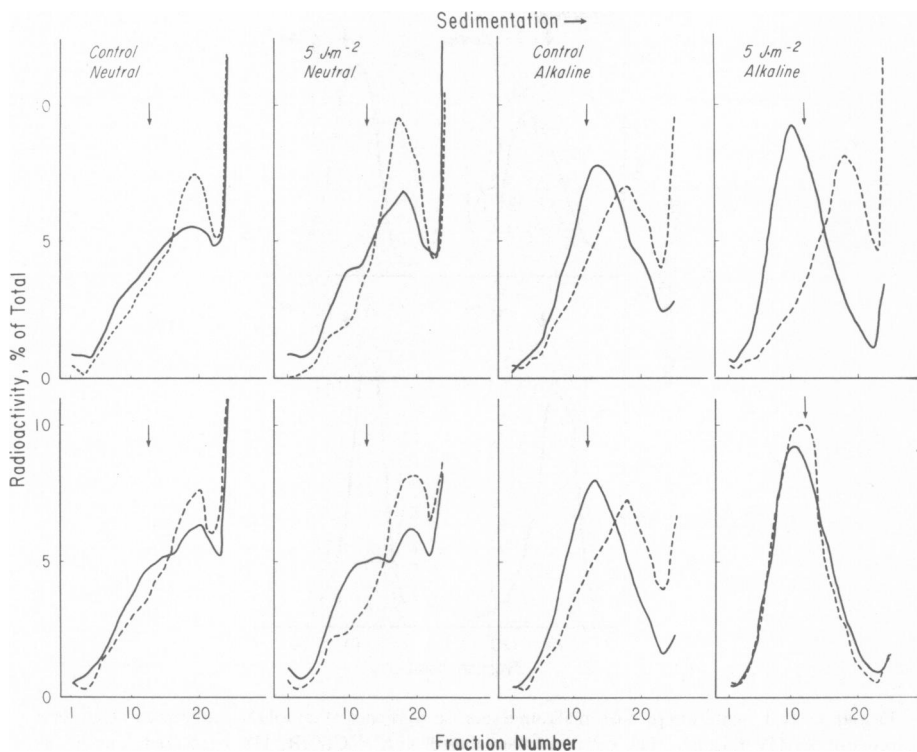 Sedimentation →
Control
Neutral
5 J·m⁻²
Neutral
Control
Alkaline
5 J·m⁻²
Alkaline
Radioactivity, % of Total
10
5
0
10
5
0
1 10 20
1 10 20
1 10 20
1 10 20
Fraction Number